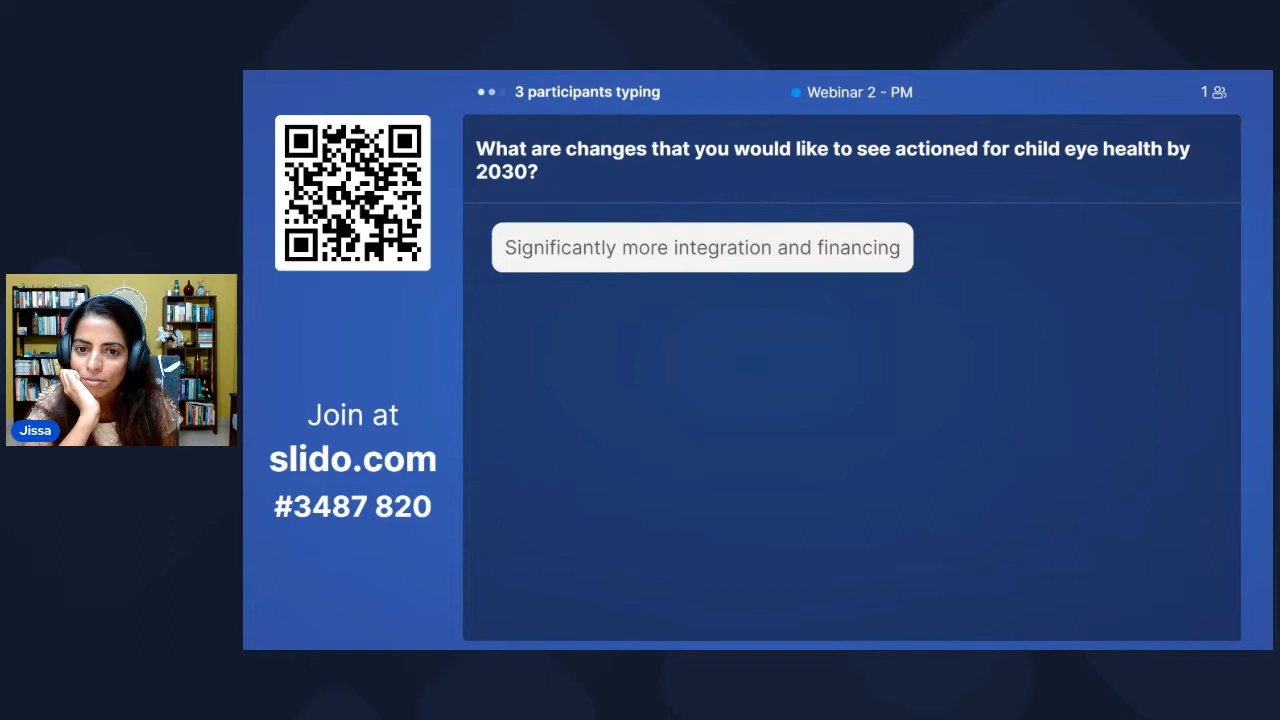 3 participants typing
Webinar 2 - PM
1
What are changes that you would like to see actioned for child eye health by
2030?
Significantly more integration and financing
Join at
slido.com
#3487 820
Jissa